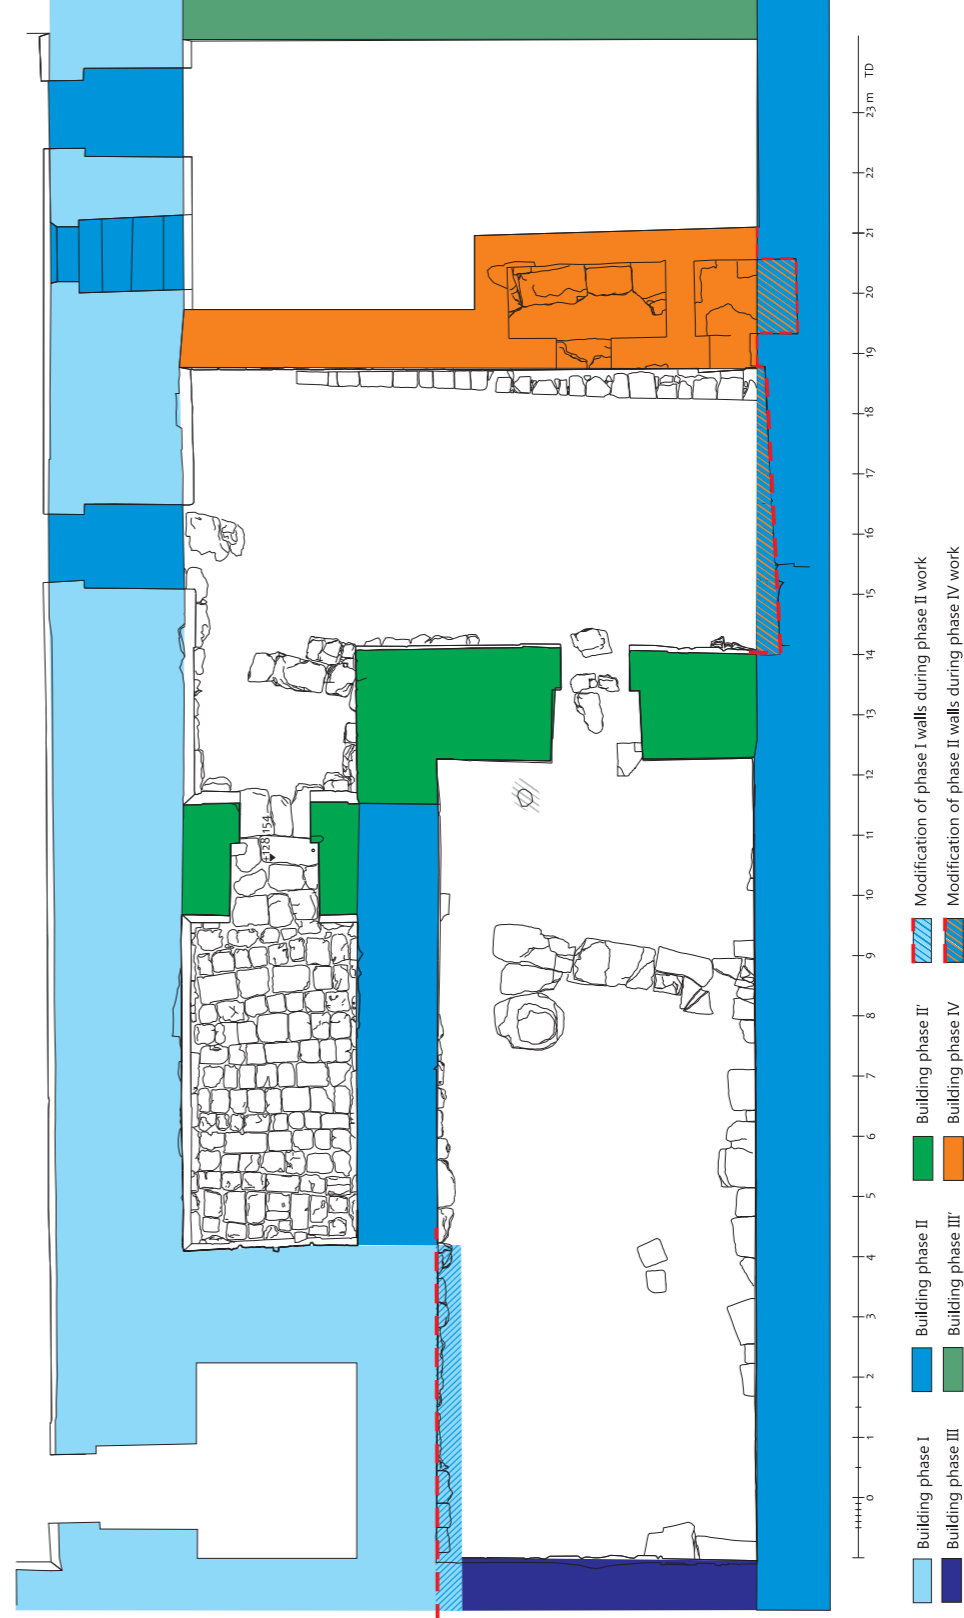 +128 154
0 1 2 3 4 5 6 7 8 9 10 11 12 13 14 15 16 17 18 19 20 21 22 23 m TD
Building phase I
Building phase II
Building phase II'
Modification of phase I walls during phase II work
Building phase III
Building phase III'
Building phase IV
Modification of phase II walls during phase IV work